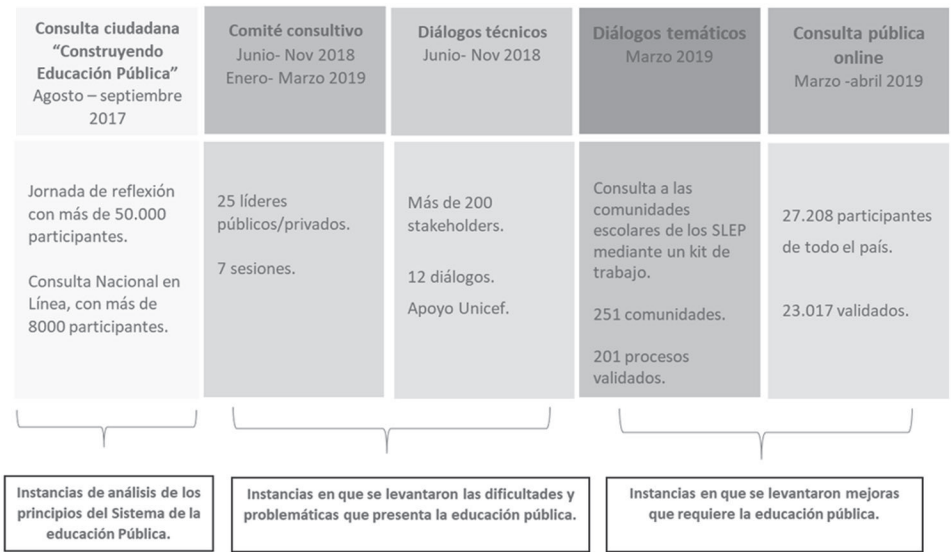 Consulta ciudadana
“Construyendo
Educación Pública”
Agosto – septiembre
2017
Jornada de reflexión
con más de 50.000
participantes.
Consulta Nacional en
Línea, con más de
8000 participantes.
Comité consultivo
Junio- Nov 2018
Enero- Marzo 2019
25 líderes
públicos/privados.
7 sesiones.
Diálogos técnicos
Junio- Nov 2018
Más de 200
stakeholders.
12 diálogos.
Apoyo Unicef.
Diálogos temáticos
Marzo 2019
Consulta a las
comunidades
escolares de los SLEP
mediante un kit de
trabajo.
251 comunidades.
201 procesos
validados.
Consulta pública
online
Marzo -abril 2019
27.208 participantes
de todo el país.
23.017 validados.
Instancias de análisis de los
principios del Sistema de la
educación Pública.
Instancias en que se levantaron las dificultades y
problemáticas que presenta la educación pública.
Instancias en que se levantaron mejoras
que requiere la educación pública.